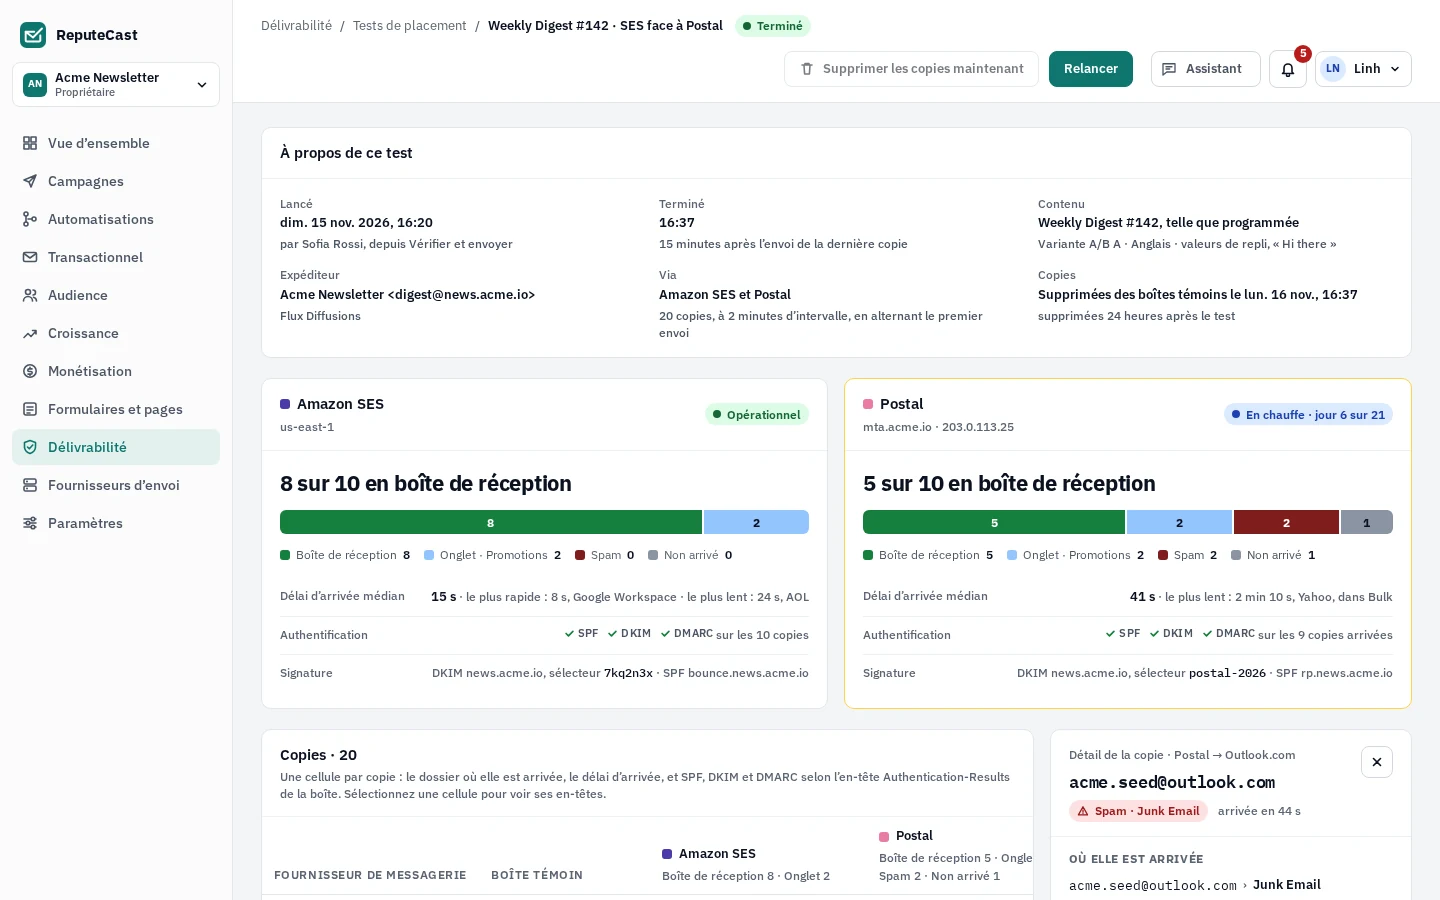 ReputeCast
AN
Acme Newsletter
Propriétaire
Vue d’ensemble
Campagnes
Automatisations
Transactionnel
Audience
Croissance
Monétisation
Formulaires et pages
Délivrabilité
Fournisseurs d’envoi
Paramètres
Délivrabilité / Tests de placement / Weekly Digest #142 · SES face à Postal
Terminé
Supprimer les copies maintenant
Relancer
Assistant
5
LN
Linh
À propos de ce test
Lancé
dim. 15 nov. 2026, 16:20
par Sofia Rossi, depuis Vérifier et envoyer
Terminé
16:37
15 minutes après l’envoi de la dernière copie
Contenu
Weekly Digest #142, telle que programmée
Variante A/B A · Anglais · valeurs de repli, « Hi there »
Expéditeur
Acme Newsletter <digest@news.acme.io>
Flux Diffusions
Via
Amazon SES et Postal
20 copies, à 2 minutes d’intervalle, en alternant le premier
envoi
Copies
Supprimées des boîtes témoins le lun. 16 nov., 16:37
supprimées 24 heures après le test
Amazon SES
us-east-1
Opérationnel
8 sur 10 en boîte de réception
8
2
Boîte de réception 8
Onglet · Promotions 2
Spam 0
Non arrivé 0
Délai d’arrivée médian
15 s · le plus rapide : 8 s, Google Workspace · le plus lent : 24 s, AOL
Authentification
SPF DKIM DMARC sur les 10 copies
Signature
DKIM news.acme.io, sélecteur 7kq2n3x · SPF bounce.news.acme.io
Postal
mta.acme.io · 203.0.113.25
En chauffe · jour 6 sur 21
5 sur 10 en boîte de réception
5
2
2
1
Boîte de réception 5
Onglet · Promotions 2
Spam 2
Non arrivé 1
Délai d’arrivée médian
41 s · le plus lent : 2 min 10 s, Yahoo, dans Bulk
Authentification
SPF DKIM DMARC sur les 9 copies arrivées
Signature
DKIM news.acme.io, sélecteur postal-2026 · SPF rp.news.acme.io
Copies · 20
Une cellule par copie : le dossier où elle est arrivée, le délai d’arrivée, et SPF, DKIM et DMARC selon l’en-tête Authentication-Results
de la boîte. Sélectionnez une cellule pour voir ses en-têtes.
FOURNISSEUR DE MESSAGERIE
BOÎTE TÉMOIN
Amazon SES
Boîte de réception 8 · Onglet 2
Postal
Boîte de réception 5 · Ongle
Spam 2 · Non arrivé 1
Détail de la copie · Postal → Outlook.com
acme.seed@outlook.com
Spam · Junk Email
arrivée en 44 s
OÙ ELLE EST ARRIVÉE
acme.seed@outlook.com › Junk Email